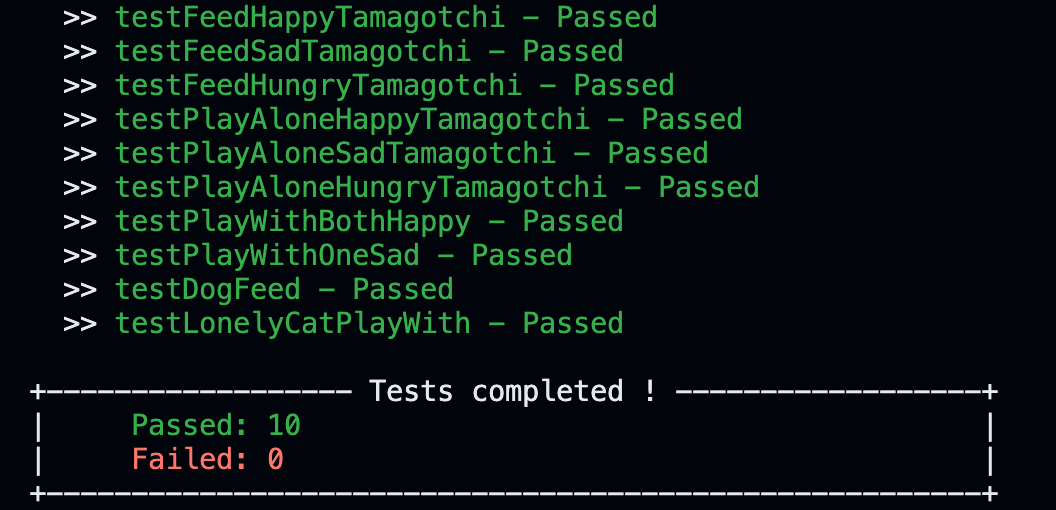 >> testFeedHappyTamagotchi - Passed
>> testFeedSadTamagotchi - Passed
>> testFeedHungryTamagotchi - Passed
>> testPlayAloneHappyTamagotchi - Passed
>> testPlayAloneSadTamagotchi - Passed
>> testPlayAloneHungryTamagotchi - Passed
>> testPlayWithBothHappy - Passed
>> testPlayWithOneSad - Passed
>> testDogFeed - Passed
>> testLonelyCatPlayWith - Passed
+------------------ Tests completed ! ------------------+
| Passed: 10 |
| Failed: 0 |
+-------------------------------------------------------+